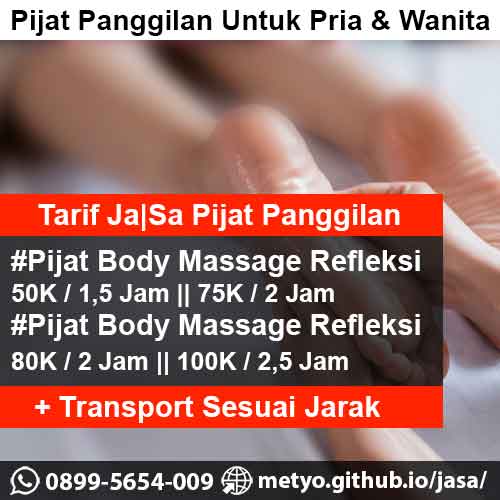 Pijat Panggilan Untuk Pria & Wanita
Tarif Ja|Sa Pijat Panggilan
#Pijat Body Massage Refleksi
50K / 1,5 Jam || 75K / 2 Jam
#Pijat Body Massage Refleksi
80K / 2 Jam || 100K / 2,5 Jam
+ Transport Sesuai Jarak
0899-5654-009 metyo.github.io/jasa/